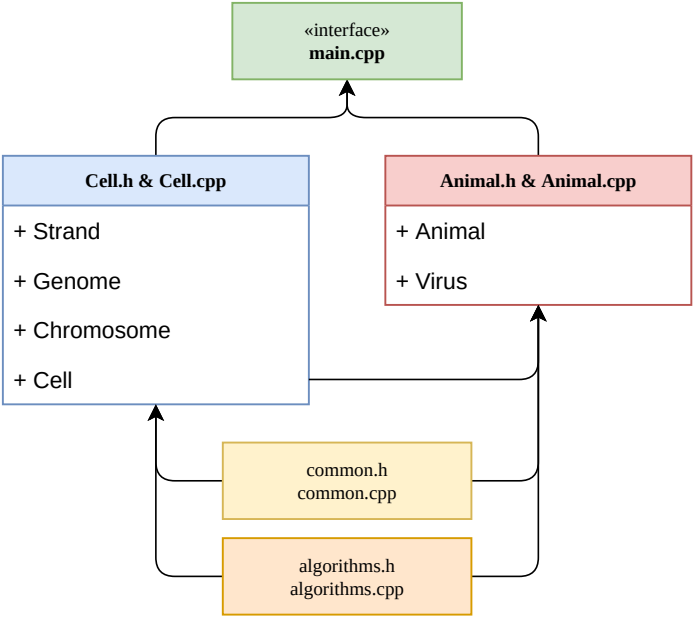 «interface»
main.cpp
Cell.h & Cell.cpp
+ Strand
+ Genome
+ Chromosome
+ Cell
Animal.h & Animal.cpp
+ Animal
+ Virus
common.h
common.cpp
algorithms.h
algorithms.cpp